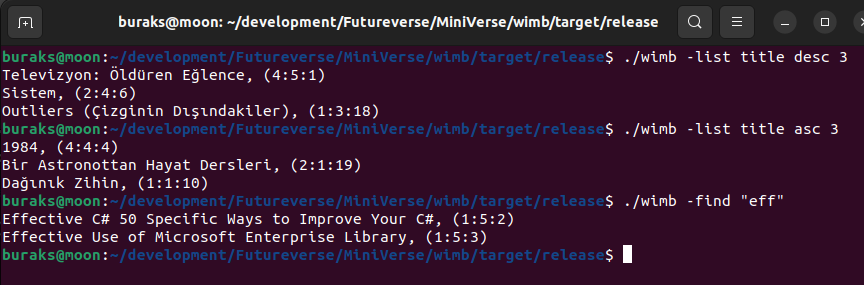 buraks@moon: ~/development/Futureverse/MiniVerse/wimb/target/release
buraks@moon:~/development/Futureverse/MiniVerse/wimb/target/release$ ./wimb -list title desc 3
Televizyon: Öldüren Eğlence, (4:5:1)
Sistem, (2:4:6)
Outliers (Çizginin Dışındakiler), (1:3:18)
buraks@moon:~/development/Futureverse/MiniVerse/wimb/target/release$ ./wimb -list title asc 3
1984, (4:4:4)
Bir Astronottan Hayat Dersleri, (2:1:19)
Dağınık Zihin, (1:1:10)
buraks@moon:~/development/Futureverse/MiniVerse/wimb/target/release$ ./wimb -find "eff"
Effective C# 50 Specific Ways to Improve Your C#, (1:5:2)
Effective Use of Microsoft Enterprise Library, (1:5:3)
buraks@moon:~/development/Futureverse/MiniVerse/wimb/target/release$